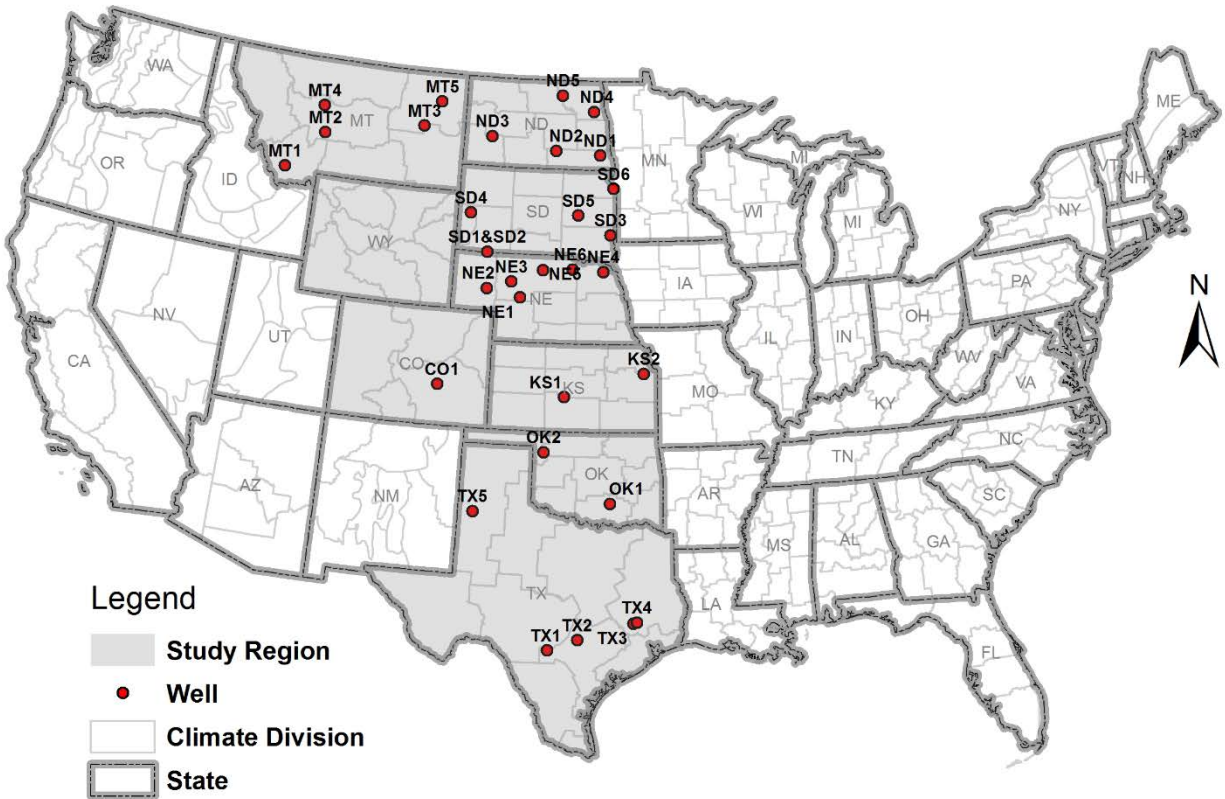 WA
MT4
MT5
ND5
ND4
ME
MT2
MT
MT3
ND3
ND
MT1
ND2
ND1
MN
OR
ID
MI
VT
NH
SD6
SD4
SD
SD5
WI
MI
NY
WY
SD3
SD1&SD2
NE2
NE3
NE6
NE4
NE5
IA
PA
NE1
NE
NV
UT
IL
IN
OH
N
CA
CO
CO1
KS2
WV
VA
KS1
KS
MO
KY
OK2
NC
TN
AZ
NM
OK
OK1
AR
SC
TX5
MS
AL
GA
TX
LA
TX4
TX1
TX2
TX3
FL
Legend
Study Region
Well
Climate Division
State